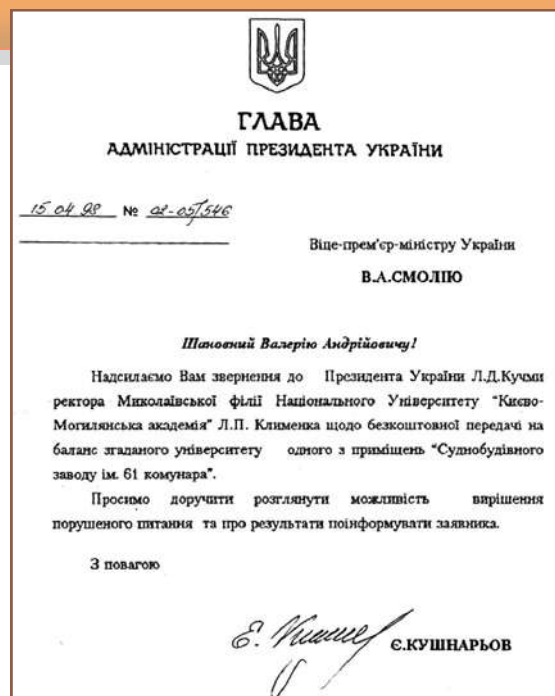 ГЛАВА
АДМІНІСТРАЦІЇ ПРЕЗИДЕНТА УКРАЇНИ
15 04 98 № 02-05/546
Віце-прем'єр-міністру України
В.А.СМОЛІЮ
Шановний Валерію Андрійовичу!
Надсилаємо Вам звернення до Президента України Л.Д.Кучми
ректора Миколаївської філії Національного Університету "Києво-
Могилянська академія" Л.П. Клименка щодо безкоштовної передачі на
баланс згаданого університету одного з приміщень "Суднобудівного
заводу ім. 61 комунара".
Просимо доручити розглянути можливість вирішення
порушеного питання та про результати поінформувати заявника.
З повагою
Є.КУШНАРЬОВ